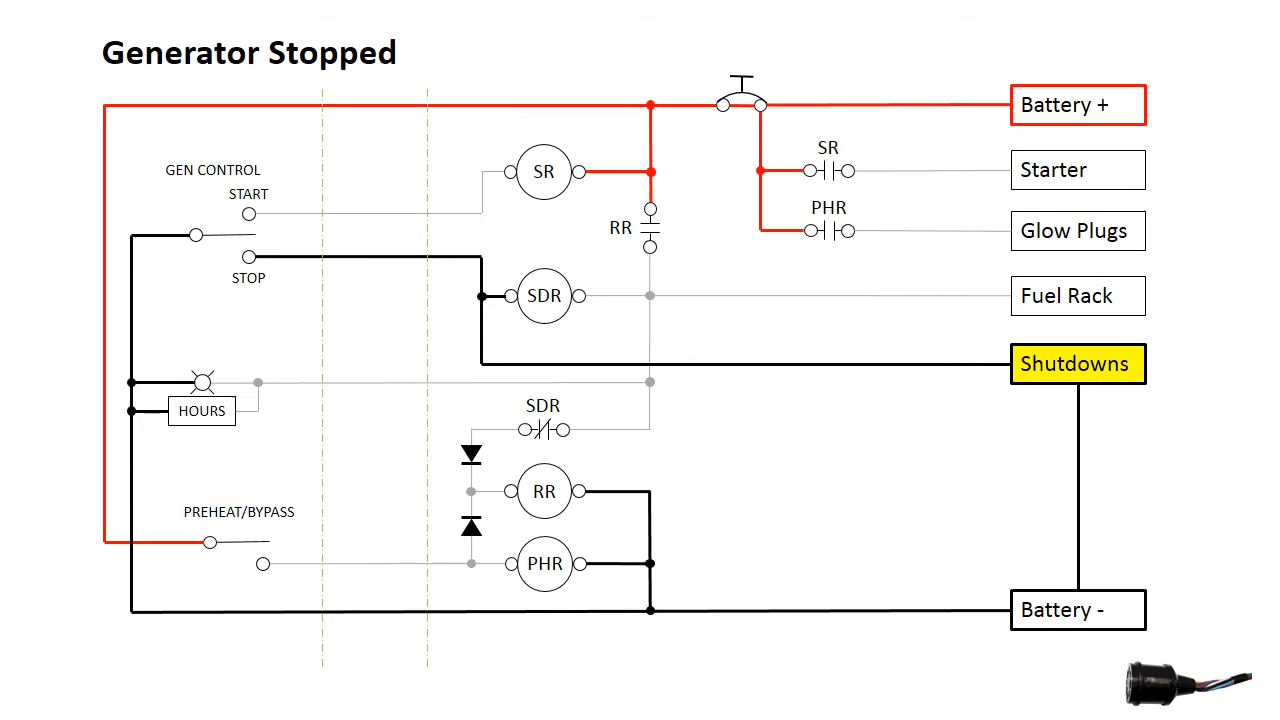 Generator Stopped
Battery +
SR
GEN CONTROL
SR
Starter
START
PHR
RR
Glow Plugs
STOP
SDR
Fuel Rack
Shutdowns
HOURS
SDR
RR
PREHEAT/BYPASS
PHR
Battery -